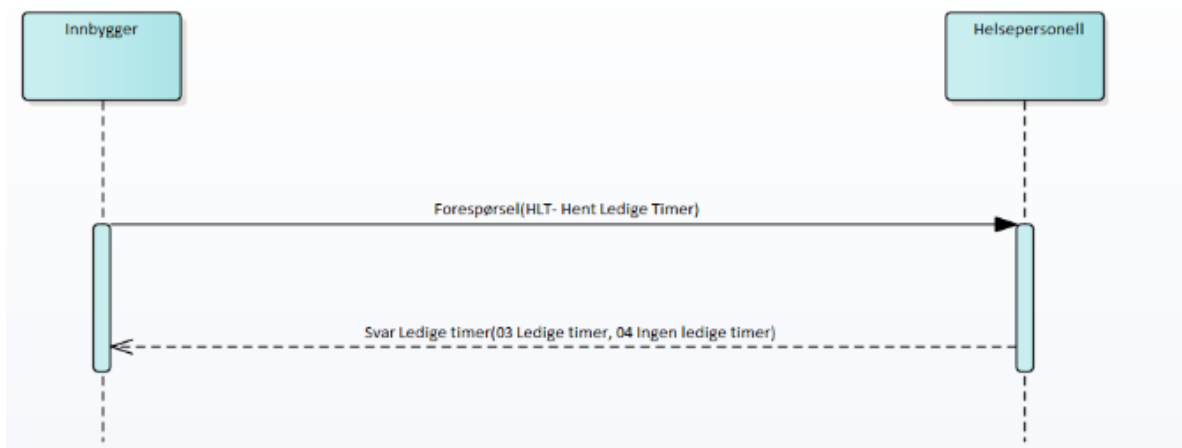 Innbygger
Helsepersonell
Forespørsel(HLT- Hent Ledige Timer)
Svar Ledige timer(03 Ledige timer, 04 Ingen ledige timer)